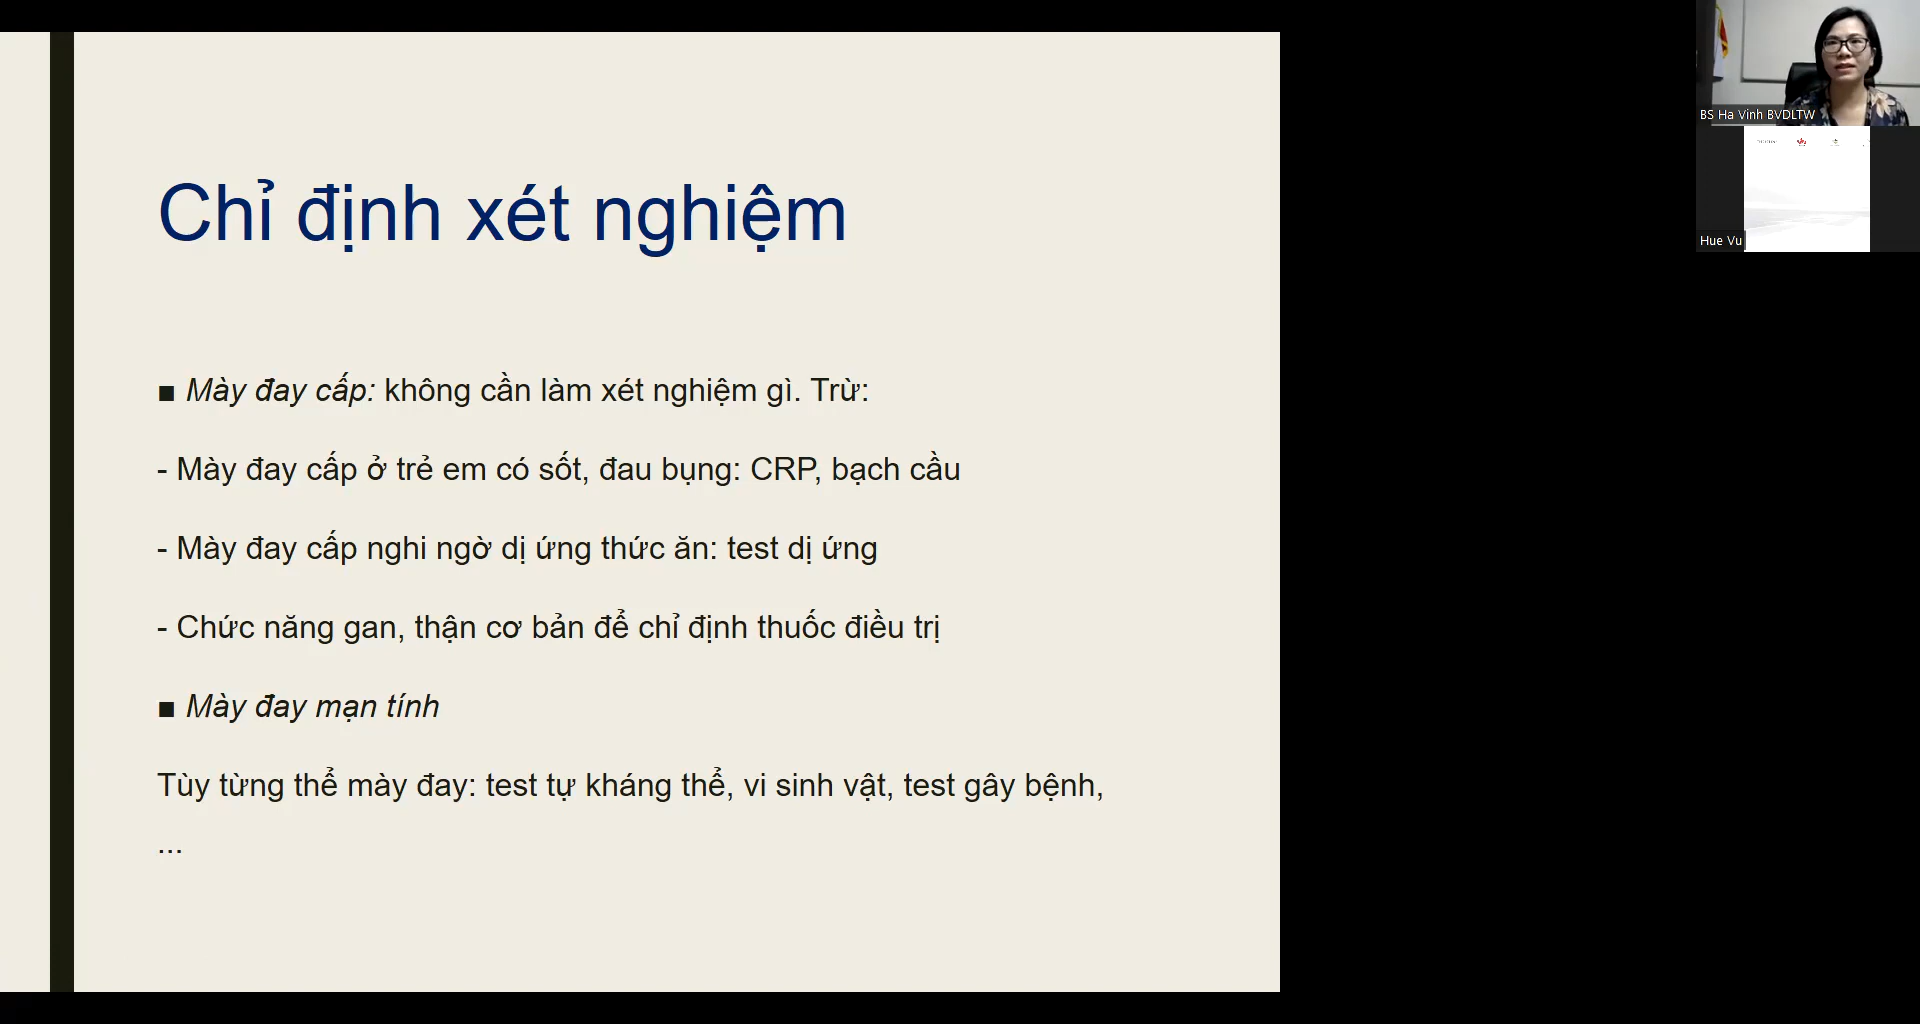 Chỉ định xét nghiệm
■ Mày đay cấp: không cần làm xét nghiệm gì. Trừ:
- Mày đay cấp ở trẻ em có sốt, đau bụng: CRP, bạch cầu
- Mày đay cấp nghi ngờ dị ứng thức ăn: test dị ứng
- Chức năng gan, thận cơ bản để chỉ định thuốc điều trị
■ Mày đay mạn tính
Tùy từng thể mày đay: test tự kháng thể, vi sinh vật, test gây bệnh,
...
BS Ha Vinh BVDLTW
Hue Vu